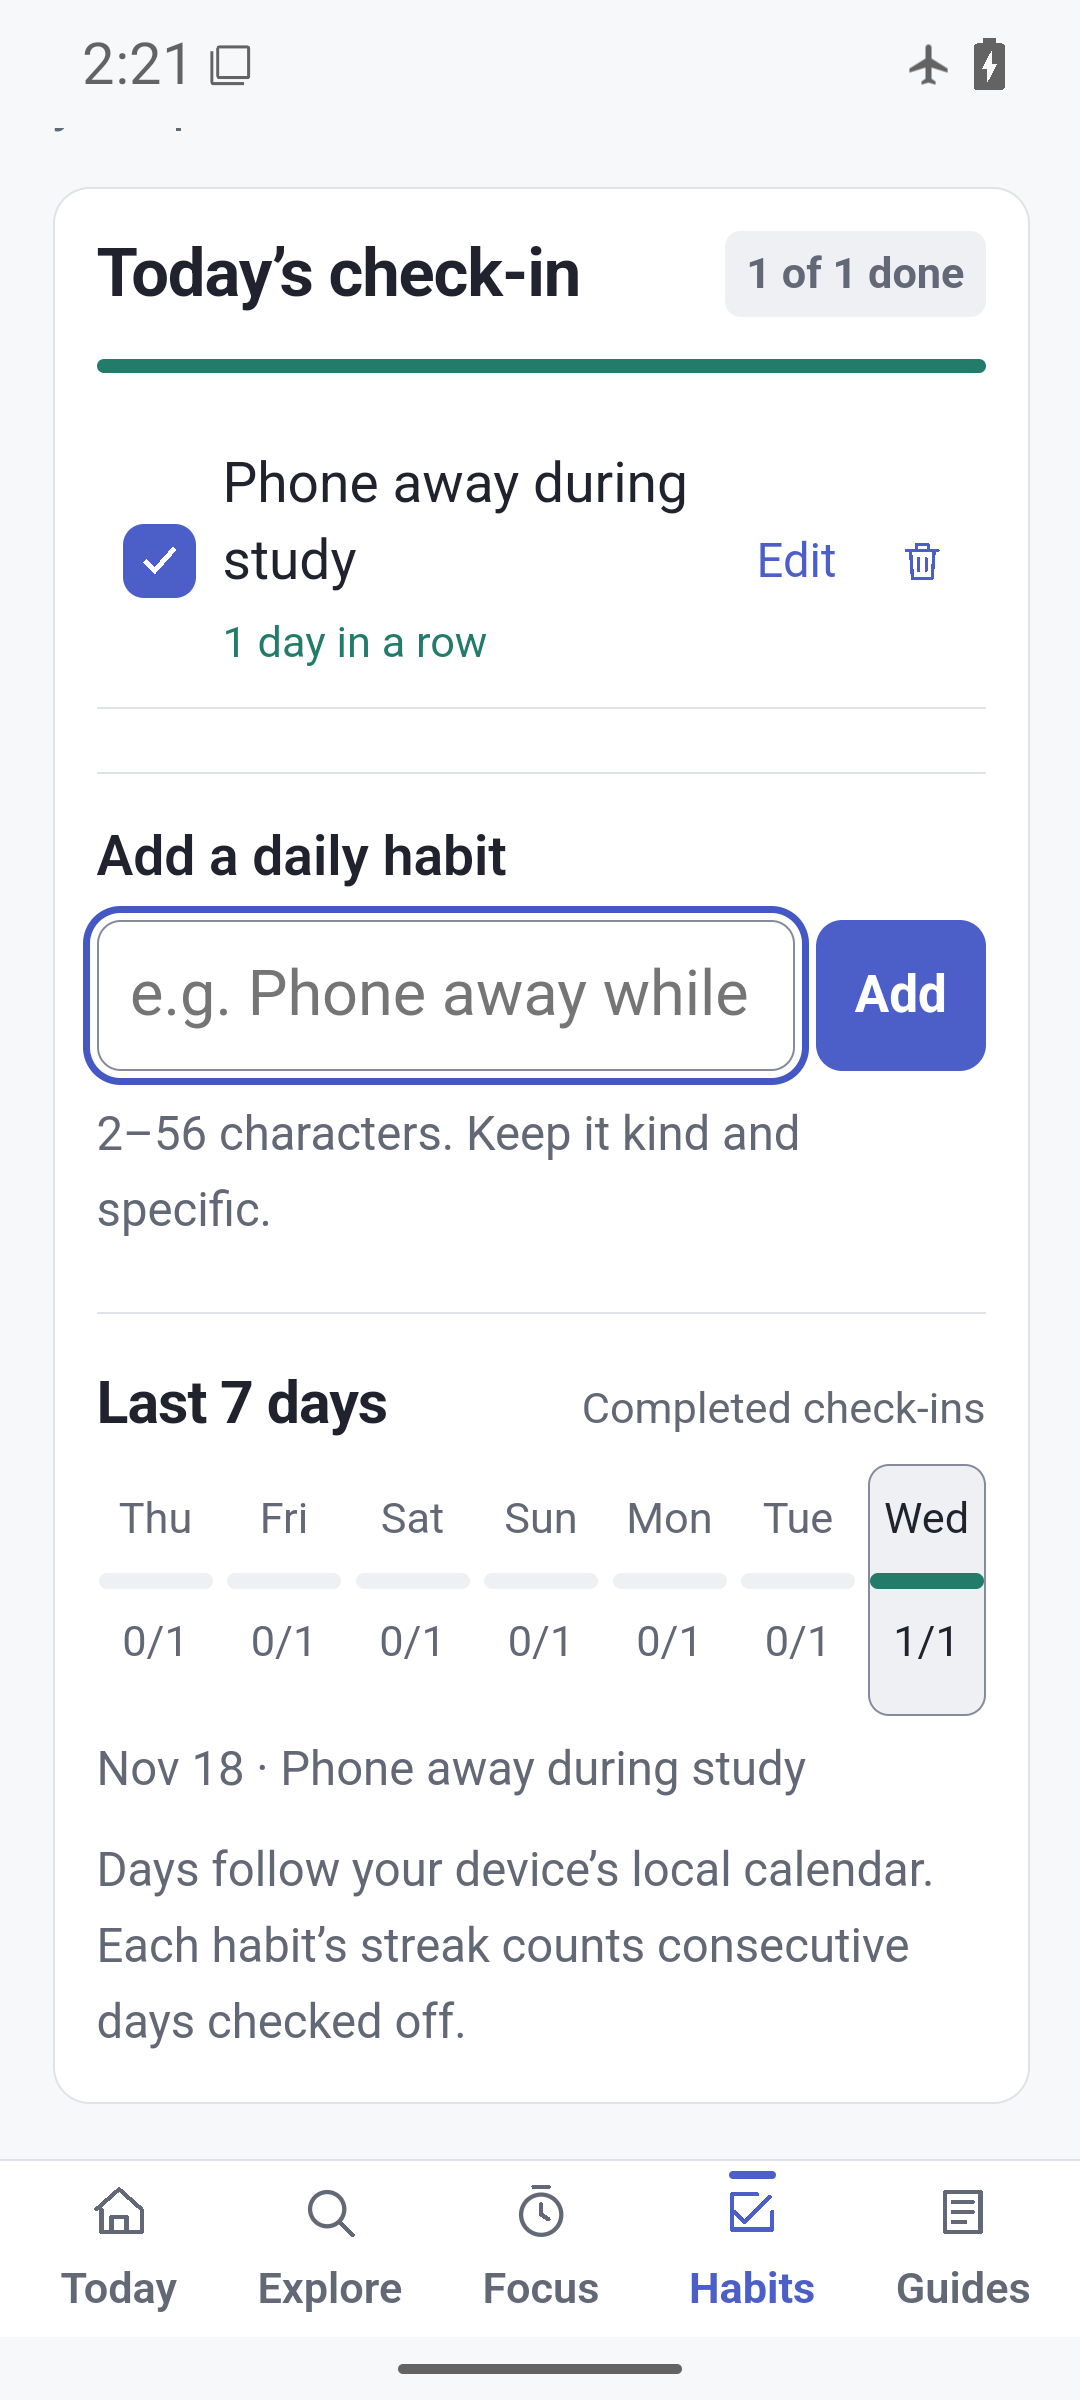 2:21
Today’s check-in
1 of 1 done
Phone away during
study
1 day in a row
Edit
Add a daily habit
e.g. Phone away while
Add
2–56 characters. Keep it kind and
specific.
Last 7 days
Completed check-ins
Thu Fri Sat Sun Mon Tue Wed
0/1 0/1 0/1 0/1 0/1 0/1 1/1
Nov 18 · Phone away during study
Days follow your device’s local calendar.
Each habit’s streak counts consecutive
days checked off.
Today Explore Focus Habits Guides